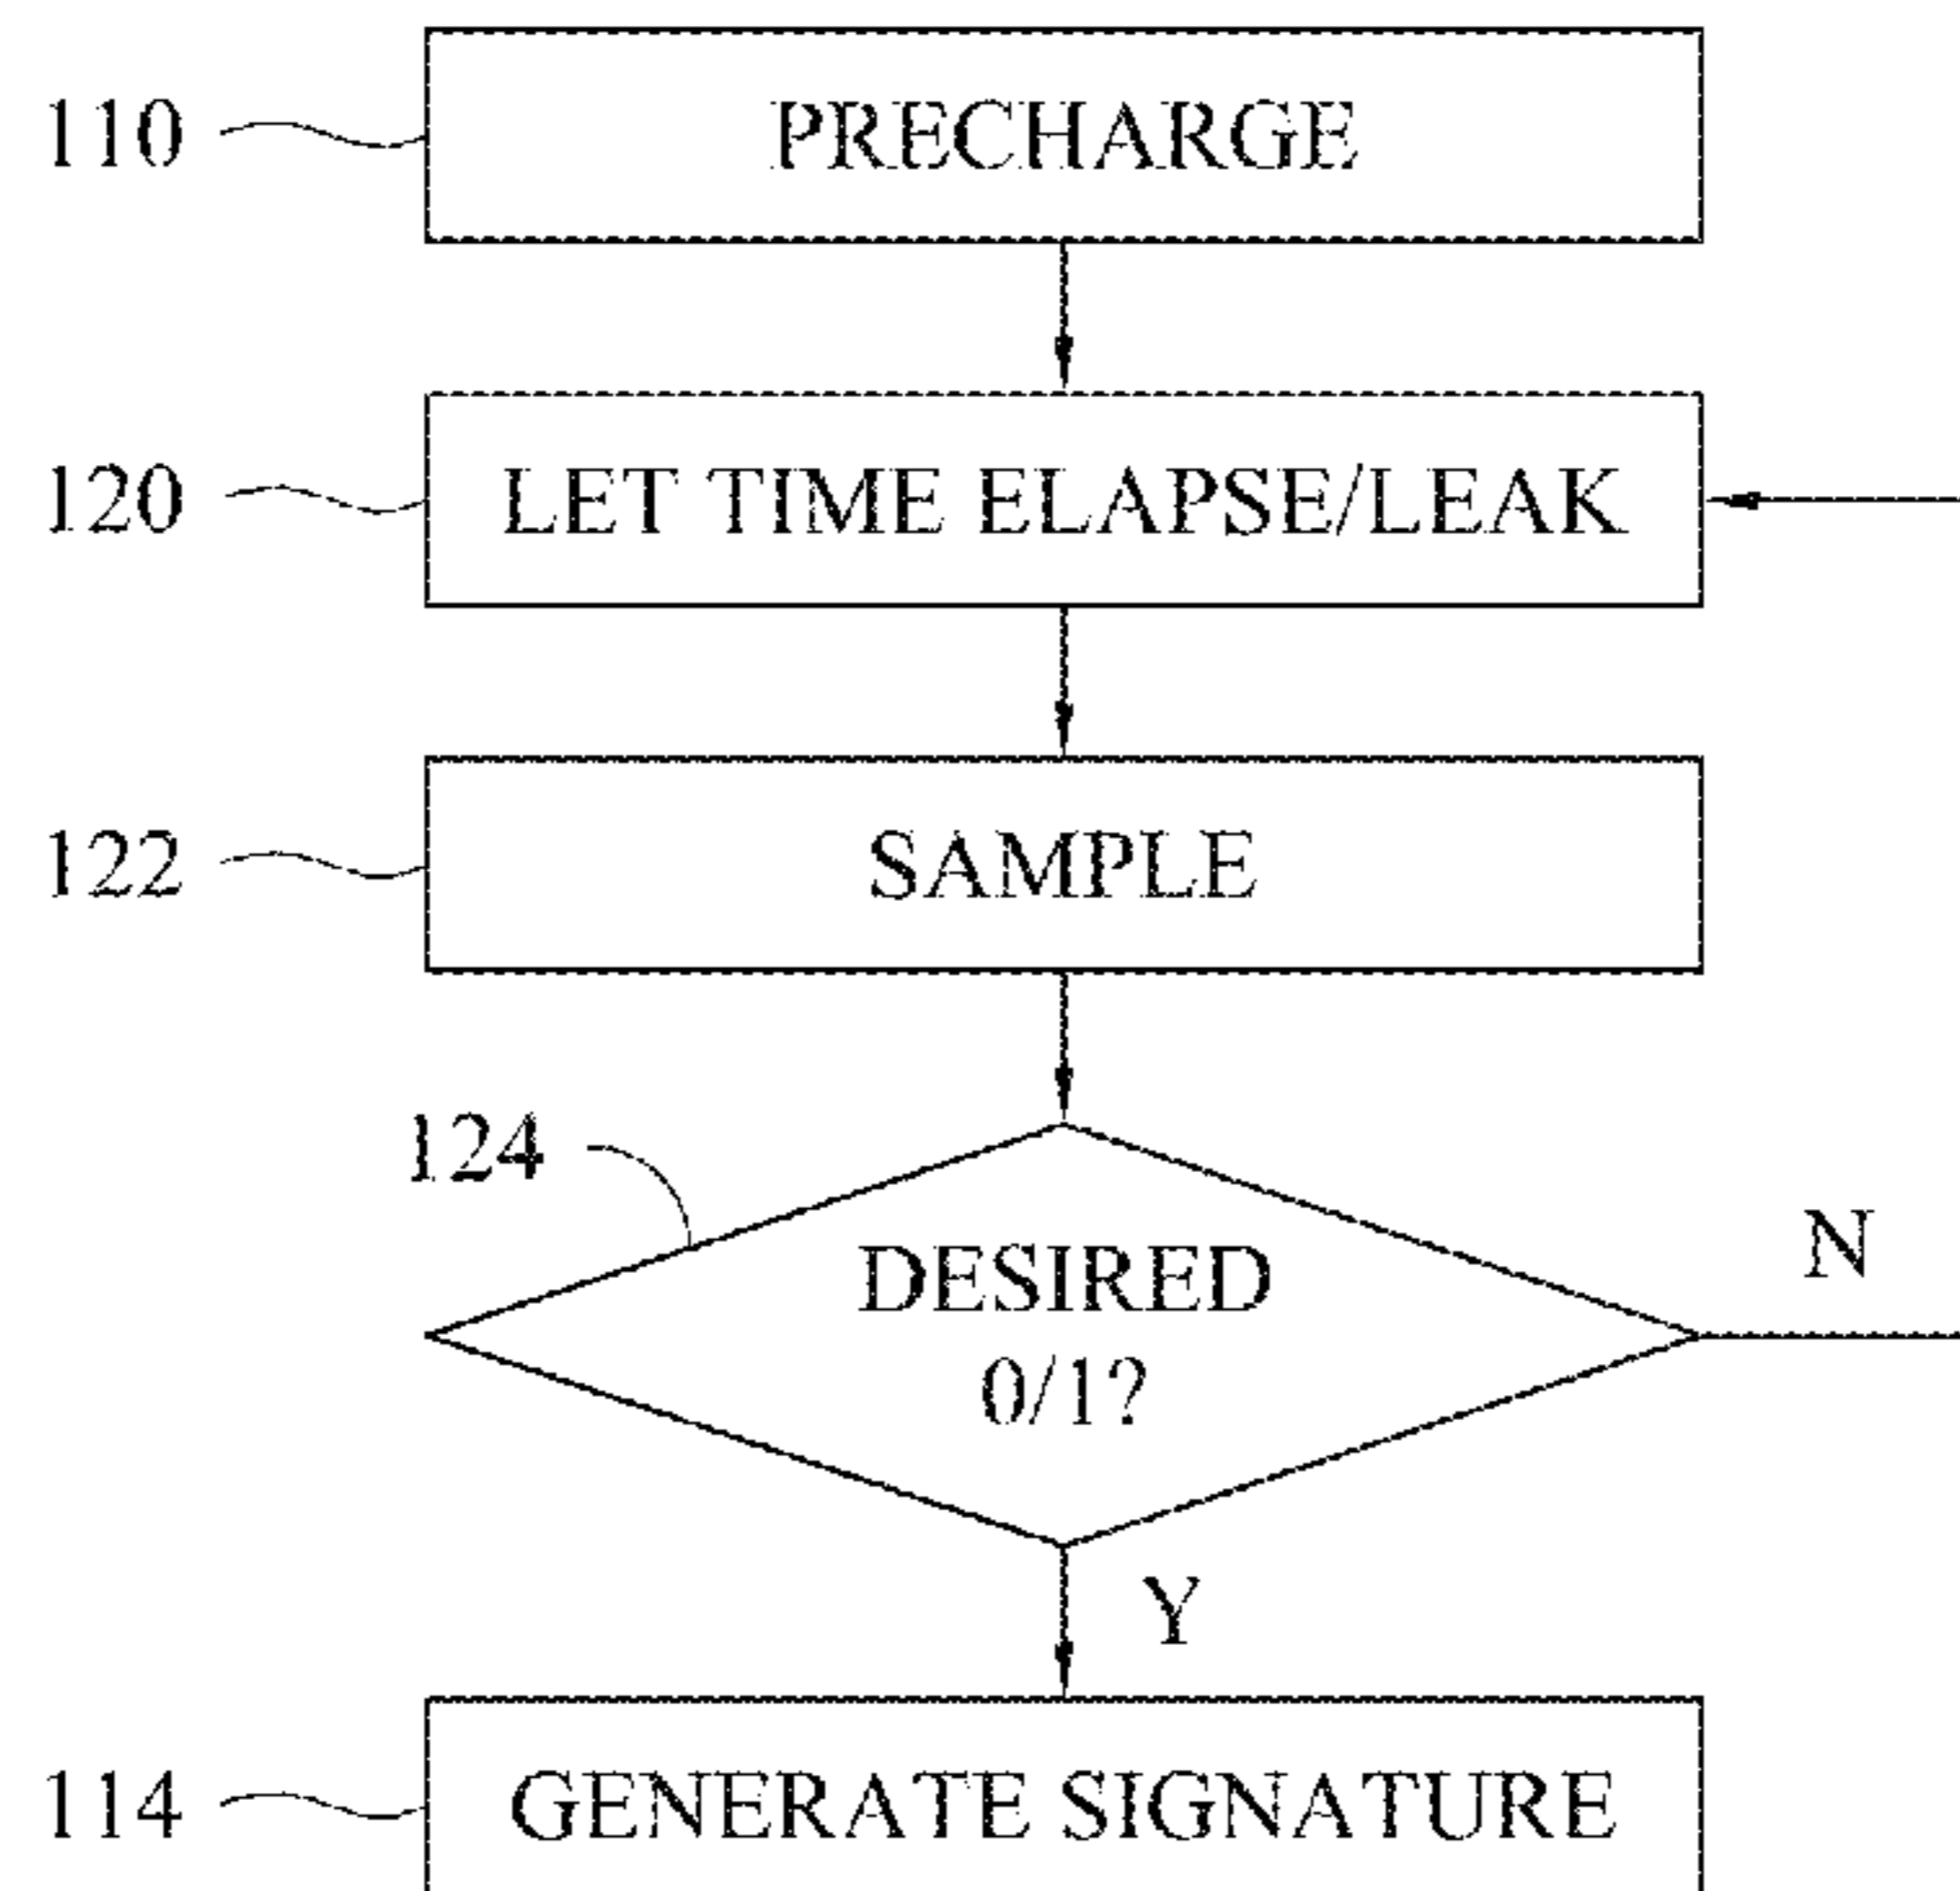 110
PRECHARGE
120
LET TIME ELAPSE/LEAK
122
SAMPLE
124
DESIRED
0/1?
N
Y
114
GENERATE SIGNATURE